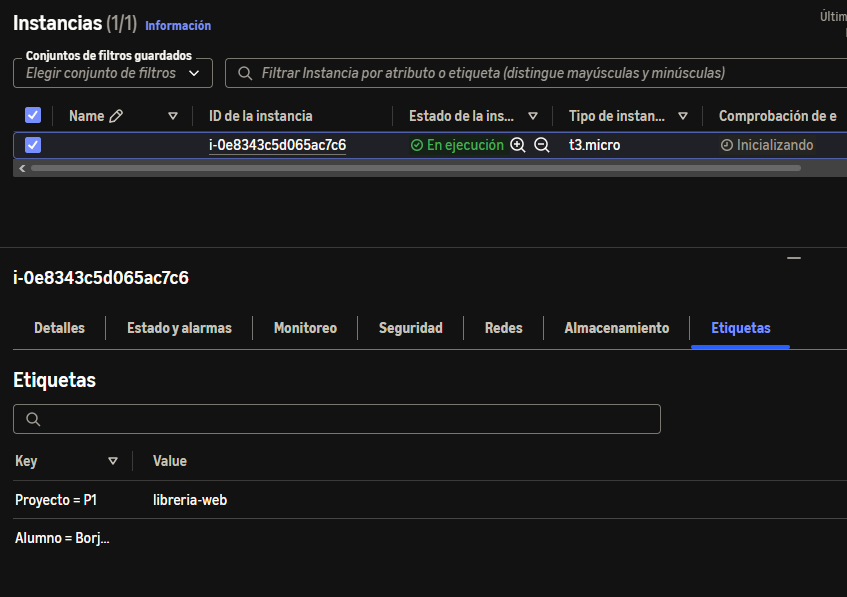 Instancias (1/1) Información
Últim
Conjuntos de filtros guardados
Elegir conjunto de filtros
Filtrar Instancia por atributo o etiqueta (distingue mayúsculas y minúsculas)
Name ID de la instancia Estado de la ins... Tipo de instan... Comprobación de e
i-0e8343c5d065ac7c6 En ejecución t3.micro Inicializando
i-0e8343c5d065ac7c6
Detalles Estado y alarmas Monitoreo Seguridad Redes Almacenamiento Etiquetas
Etiquetas
Key Value
Proyecto = P1 libreria-web
Alumno = Borj...